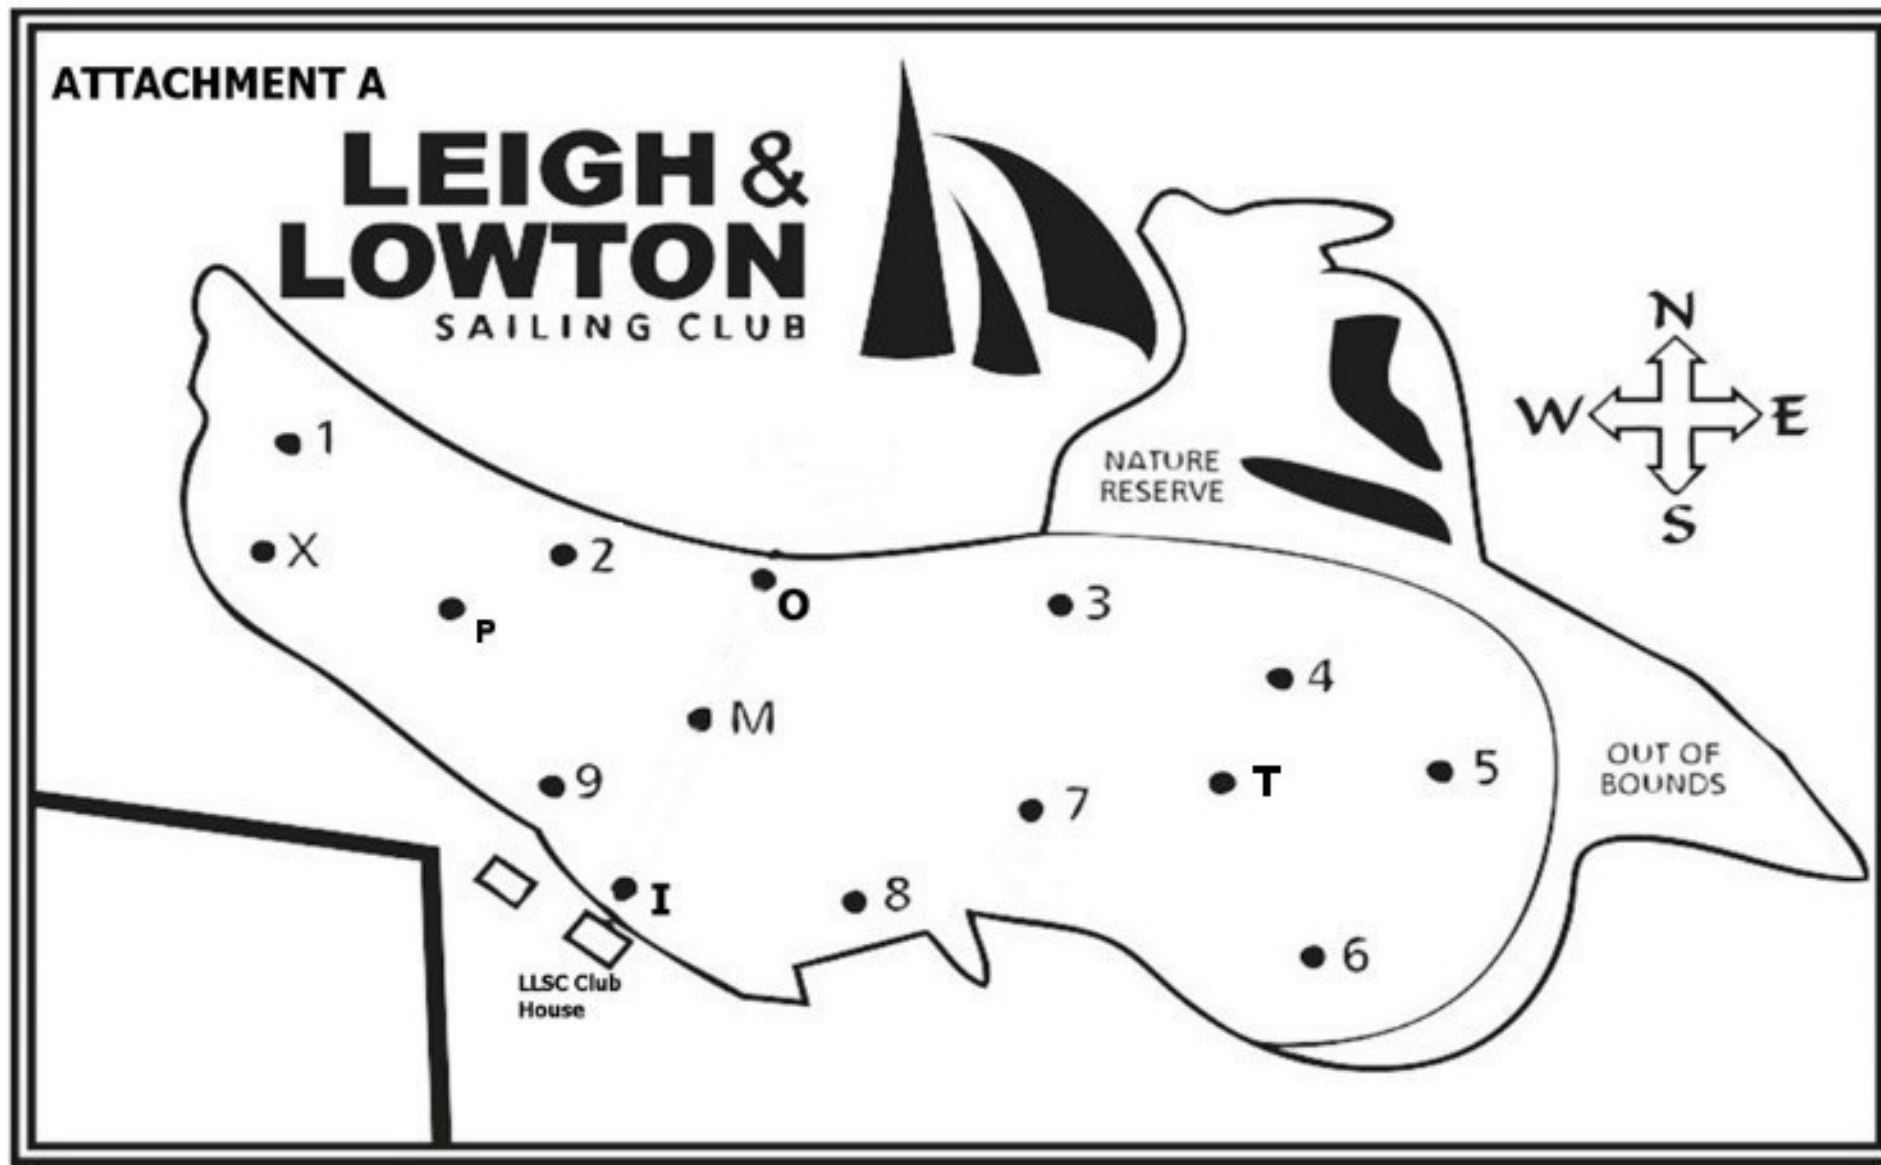 ATTACHMENT A
LEIGH &
LOWTON
SAILING CLUB
N
W E
S
NATURE
RESERVE
1
X
2
P
O
3
4
M
5
T
OUT OF
BOUNDS
9
7
8
I
6
LLSC Club
House